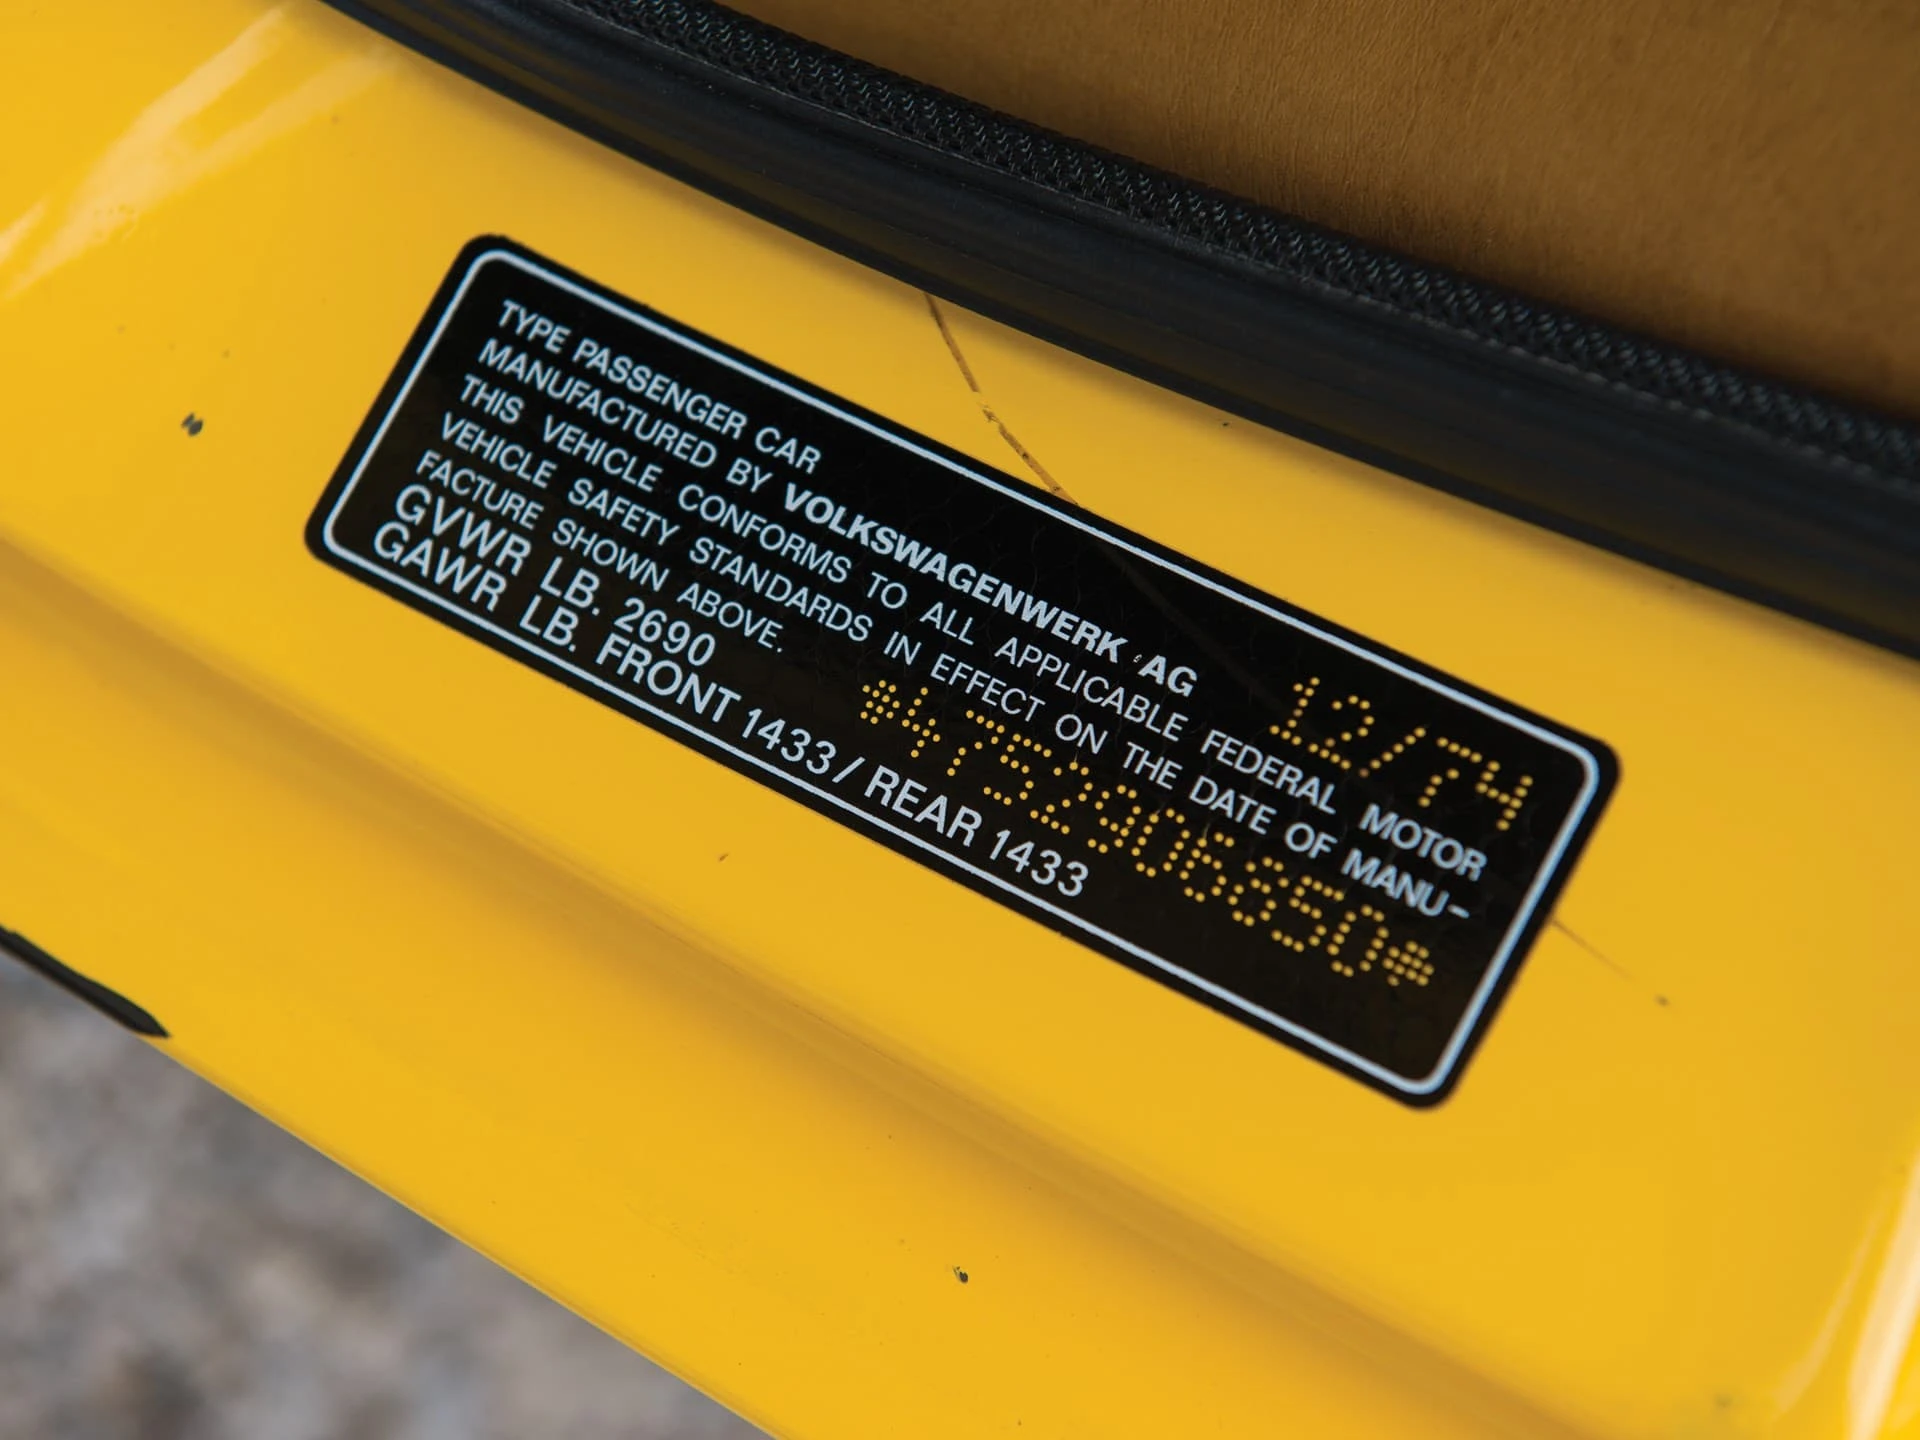 TYPE PASSENGER CAR
MANUFACTURED BY VOLKSWAGENWERK AG 12/74
THIS VEHICLE CONFORMS TO ALL APPLICABLE FEDERAL MOTOR
VEHICLE SAFETY STANDARDS IN EFFECT ON THE DATE OF MANU-
FACTURE SHOWN ABOVE. *4752906850*
GVWR LB. 2690
GAWR LB. FRONT 1433 / REAR 1433